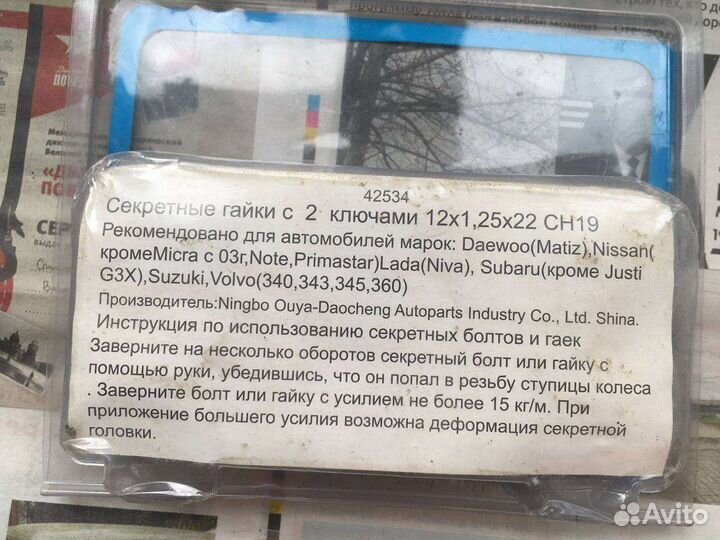 42534
Секретные гайки с 2 ключами 12x1,25x22 CH19
Рекомендовано для автомобилей марок: Daewoo(Matiz),Nissan(
кромеMicra с 03г,Note,Primastar)Lada(Niva), Subaru(кроме Justi
G3X),Suzuki,Volvo(340,343,345,360)
Производитель:Ningbo Ouya-Daocheng Autoparts Industry Co., Ltd. Shina.
Инструкция по использованию секретных болтов и гаек
Заверните на несколько оборотов секретный болт или гайку с
помощью руки, убедившись, что он попал в резьбу ступицы колеса
. Заверните болт или гайку с усилием не более 15 кг/м. При
приложение большего усилия возможна деформация секретной
головки.
Avito